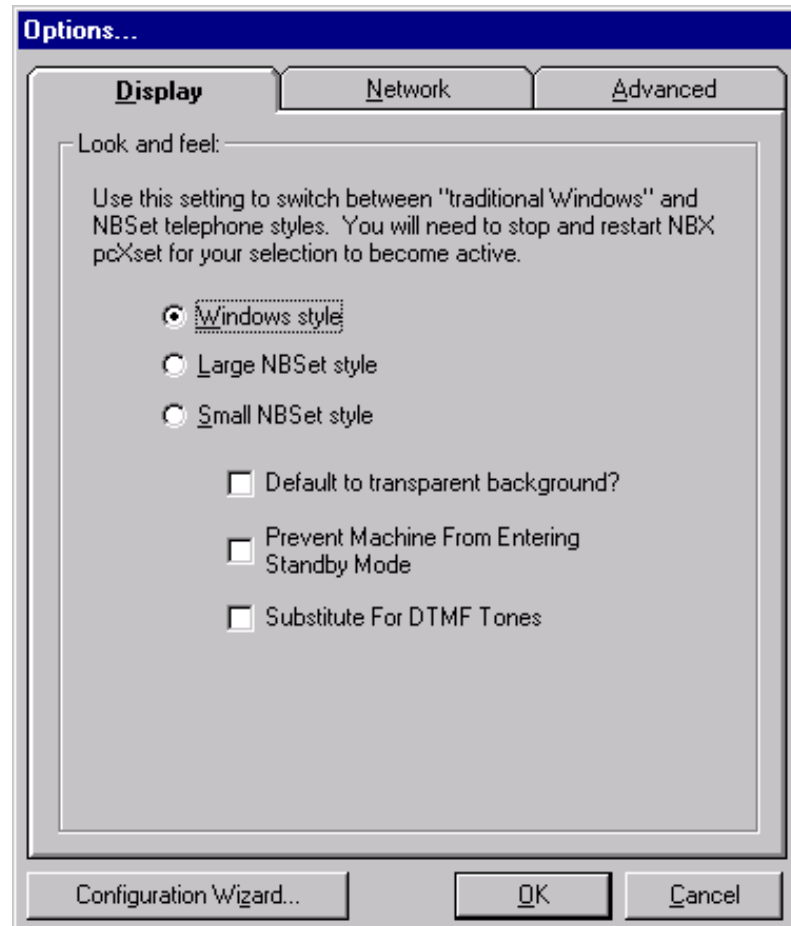 Options...
Display
Network
Advanced
Look and feel:
Use this setting to switch between "traditional Windows" and
NBSet telephone styles. You will need to stop and restart NBX
pcXset for your selection to become active.
Windows style
Large NBSet style
Small NBSet style
Default to transparent background?
Prevent Machine From Entering
Standby Mode
Substitute For DTMF Tones
Configuration Wizard...
OK
Cancel